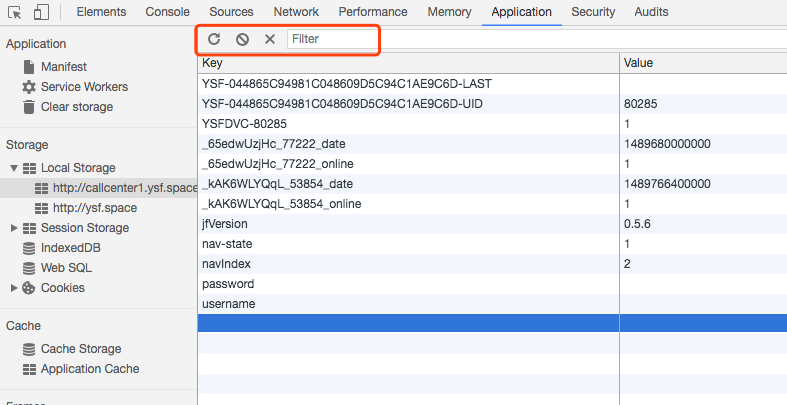 Elements Console Sources Network Performance Memory Application Security Audits
Application
Manifest
Service Workers
Clear storage
Storage
Local Storage
http://callcenter1.ysf.space
http://ysf.space
Session Storage
IndexedDB
Web SQL
Cookies
Cache
Cache Storage
Application Cache
Frames
Filter
Key Value
YSF-044865C94981C048609D5C94C1AE9C6D-LAST
YSF-044865C94981C048609D5C94C1AE9C6D-UID 80285
YSFDVC-80285 1
_65edwUzjHc_77222_date 1489680000000
_65edwUzjHc_77222_online 1
_kAK6WLYQqL_53854_date 1489766400000
_kAK6WLYQqL_53854_online 1
jfVersion 0.5.6
nav-state 1
navIndex 2
password
username